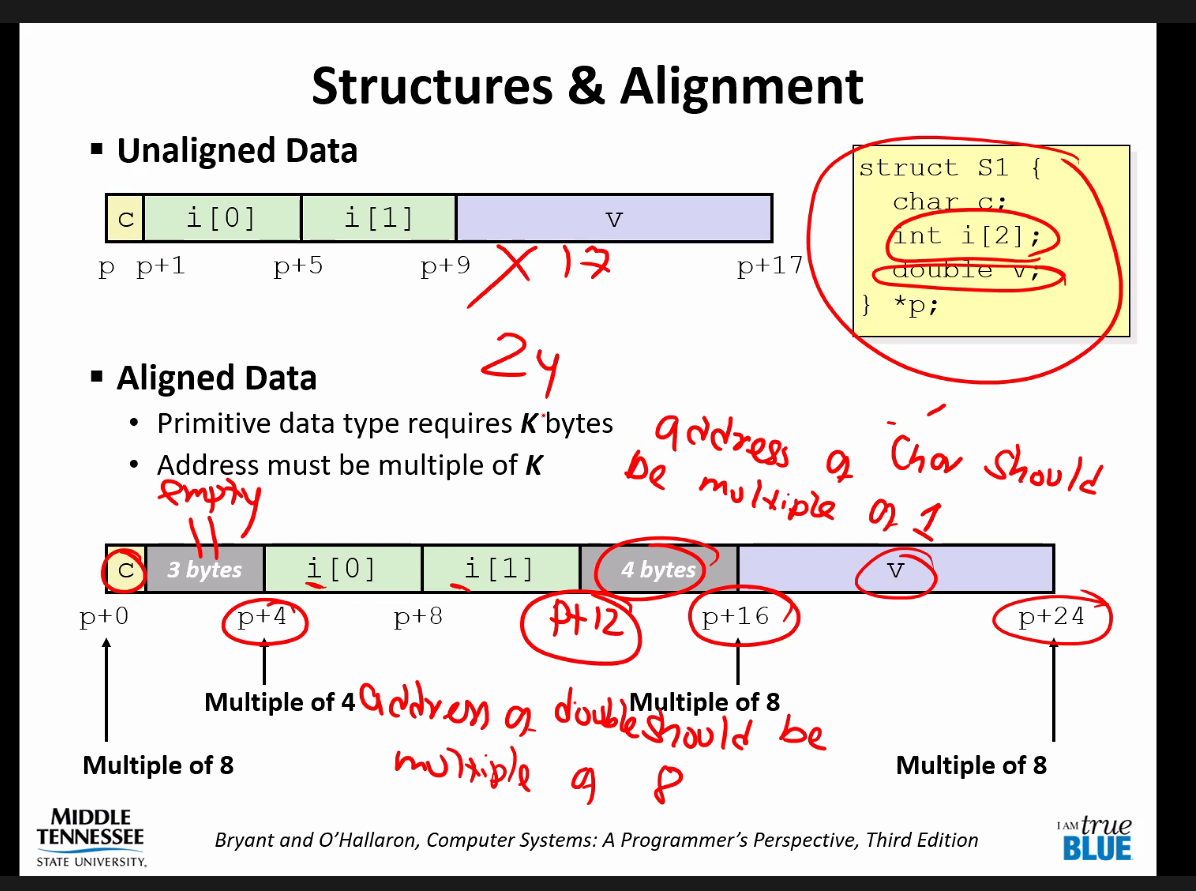 Structures & Alignment
▪ Unaligned Data
c i[0] i[1] v
p p+1 p+5 p+9 p+17
17
struct S1 {
char c;
int i[2];
double v;
} *p;
24
▪ Aligned Data
• Primitive data type requires K bytes
• Address must be multiple of K
address of char should
be multiple of 1
empty
c 3 bytes i[0] i[1] 4 bytes v
p+0 p+4 p+8 p+12 p+16 p+24
Multiple of 4 Multiple of 8
address of double should be
multiple of 8
Multiple of 8 Multiple of 8
MIDDLE
TENNESSEE
STATE UNIVERSITY.
Bryant and O'Hallaron, Computer Systems: A Programmer's Perspective, Third Edition
I AM true
BLUE